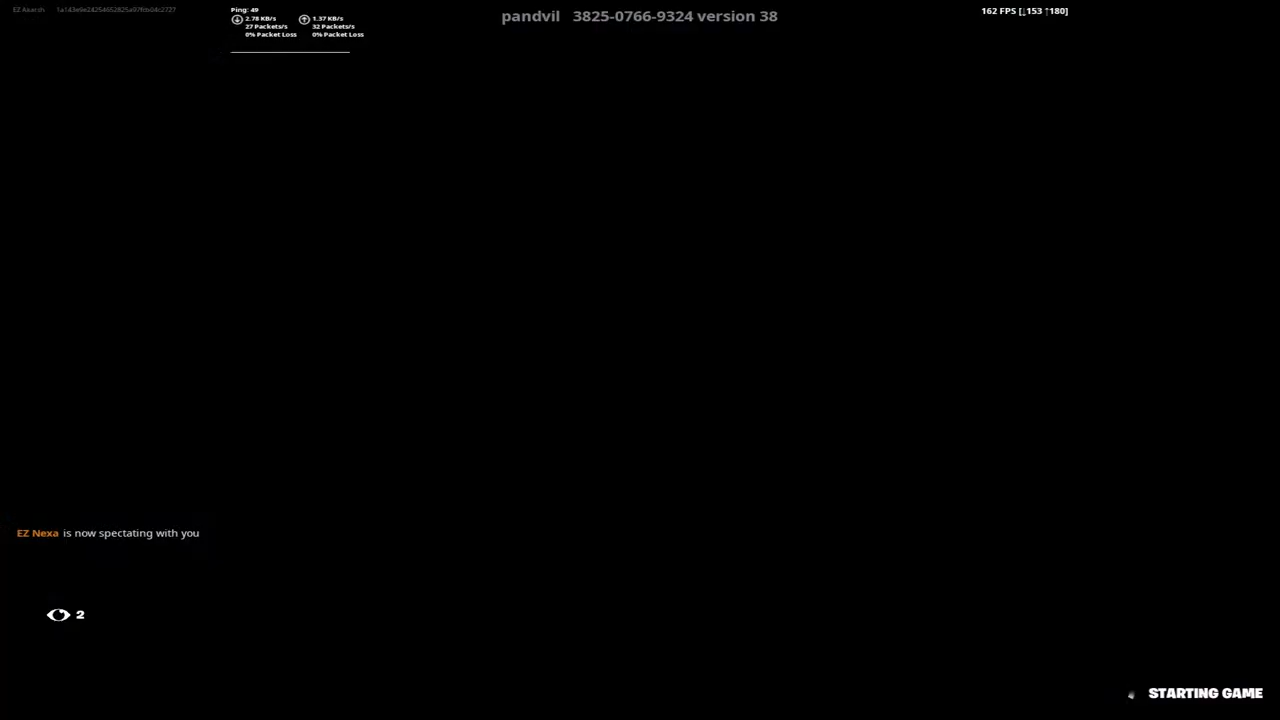 EZ Aearsh
Ping: 49
2.78 KB/s 1.37 KB/s
27 Packets/s 32 Packets/s
0% Packet Loss 0% Packet Loss
pandvil 3825-0766-9324 version 38
162 FPS [↓153 ↑180]
EZ Nexa is now spectating with you
2
STARTING GAME